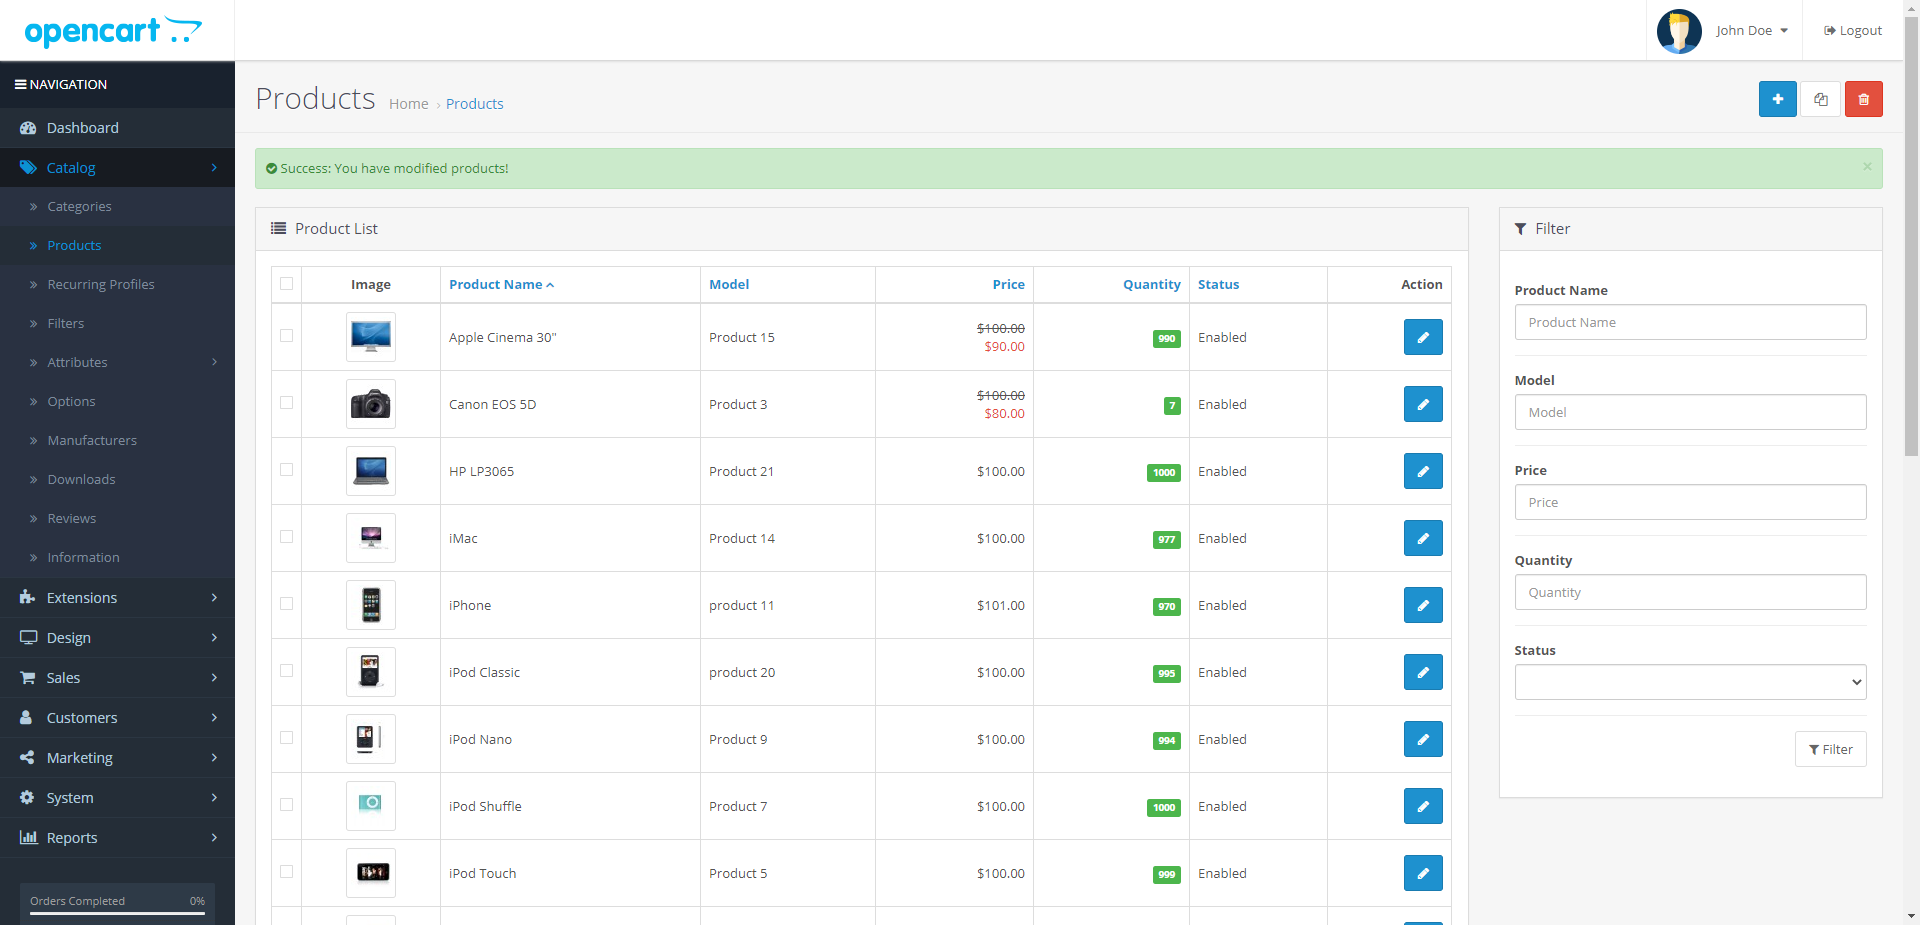 opencart
John Doe
Logout
NAVIGATION
Dashboard
Catalog
Categories
Products
Recurring Profiles
Filters
Attributes
Options
Manufacturers
Downloads
Reviews
Information
Extensions
Design
Sales
Customers
Marketing
System
Reports
Orders Completed 0%
Products Home › Products
Success: You have modified products! ×
Product List
Image Product Name Model Price Quantity Status Action
Apple Cinema 30" Product 15 $100.00 $90.00 990 Enabled
Canon EOS 5D Product 3 $100.00 $80.00 7 Enabled
HP LP3065 Product 21 $100.00 1000 Enabled
iMac Product 14 $100.00 977 Enabled
iPhone product 11 $101.00 970 Enabled
iPod Classic product 20 $100.00 995 Enabled
iPod Nano Product 9 $100.00 994 Enabled
iPod Shuffle Product 7 $100.00 1000 Enabled
iPod Touch Product 5 $100.00 999 Enabled
Filter
Product Name
Product Name
Model
Model
Price
Price
Quantity
Quantity
Status
Filter